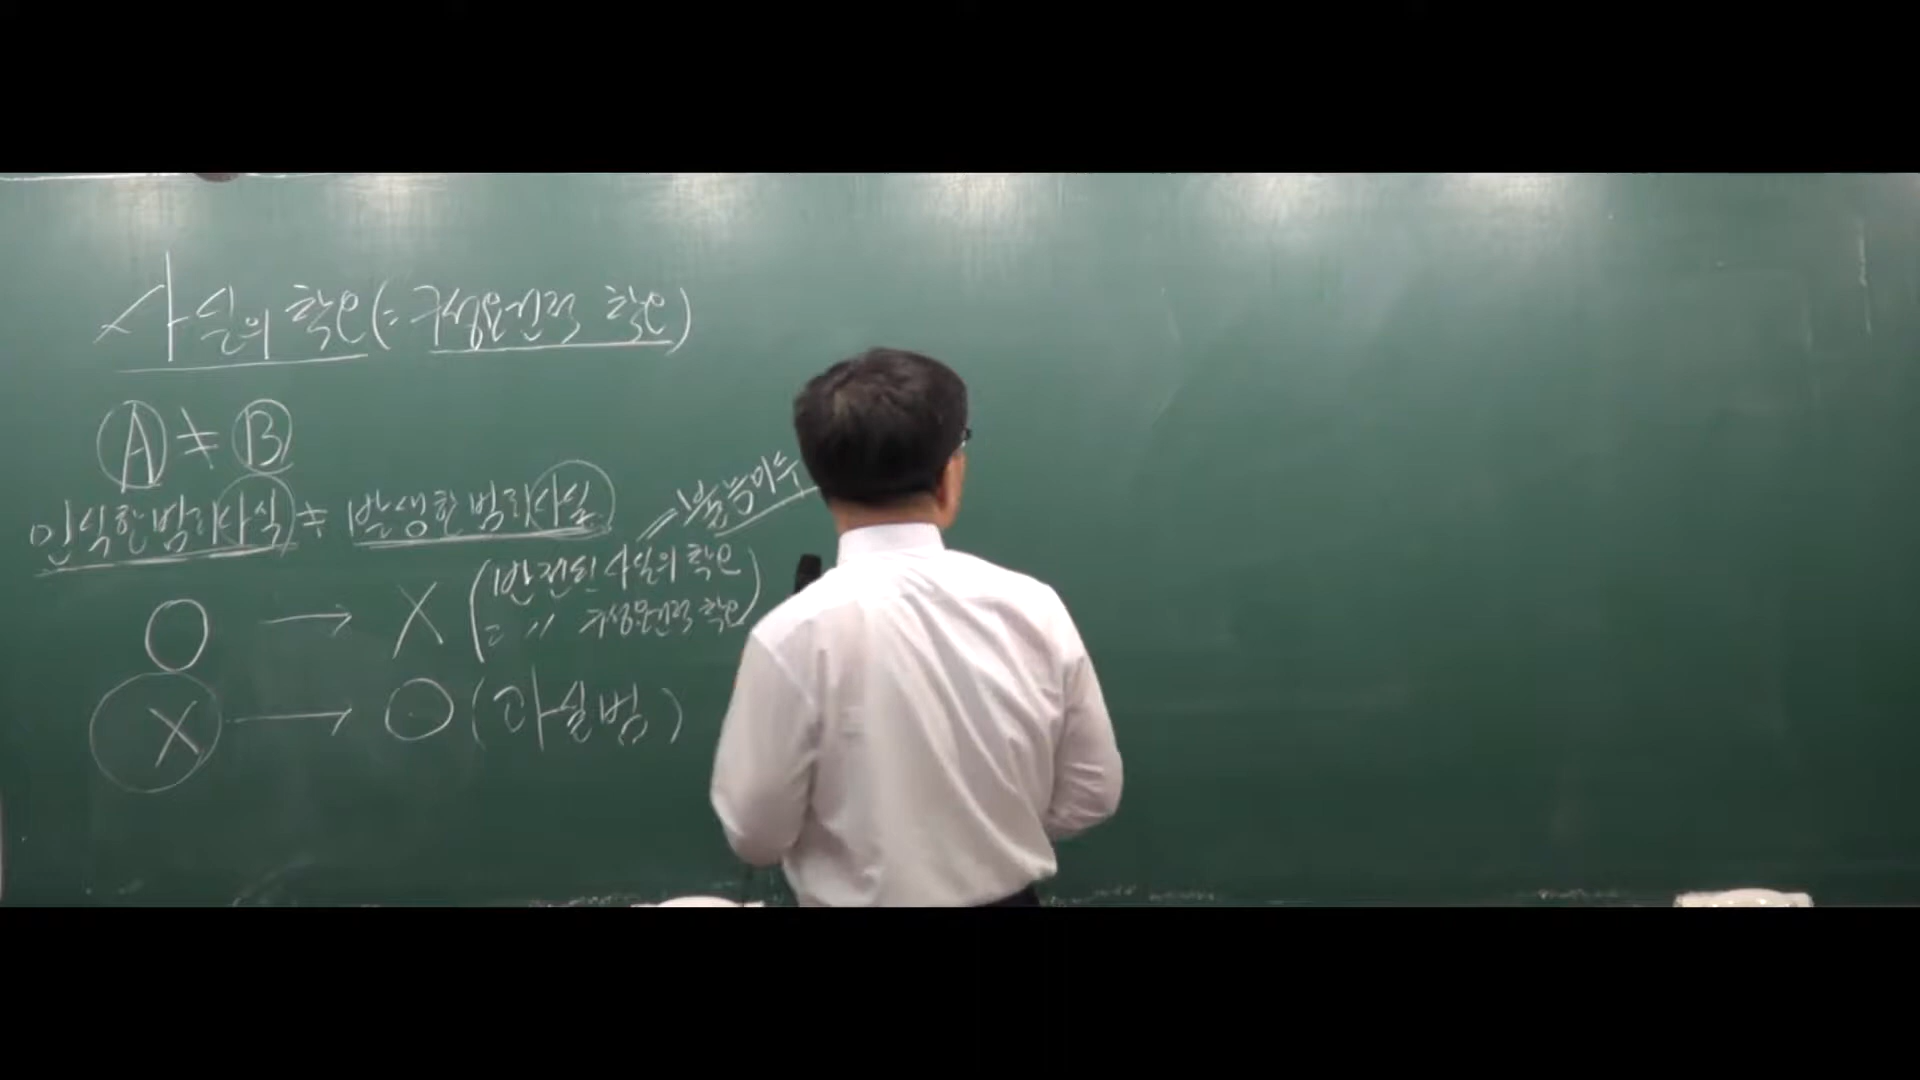 사실의 착오(=구성요건적 착오)
A ≠ B
인식한 범죄사실 ≠ 발생한 범죄사실
불능미수
O → X (반전된 사실의 착오
= 〃 구성요건적 착오)
X → O (과실범)